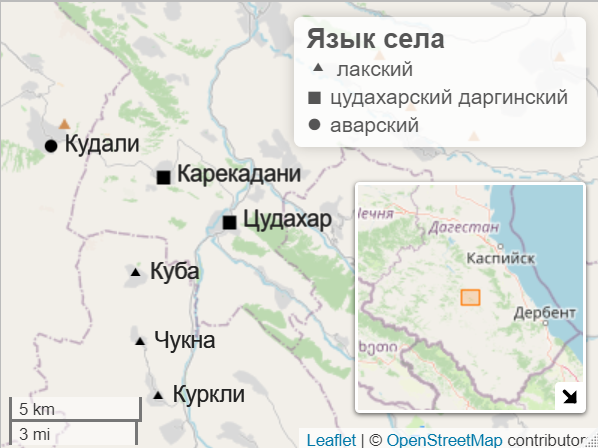 Язык села
лакский
цудахарский даргинский
аварский
Кудали
Карекадани
Цудахар
Куба
Чукна
Куркли
Чечня
Дагестан
Каспийск
Дербент
5 km
3 mi
Leaflet | © OpenStreetMap contributor